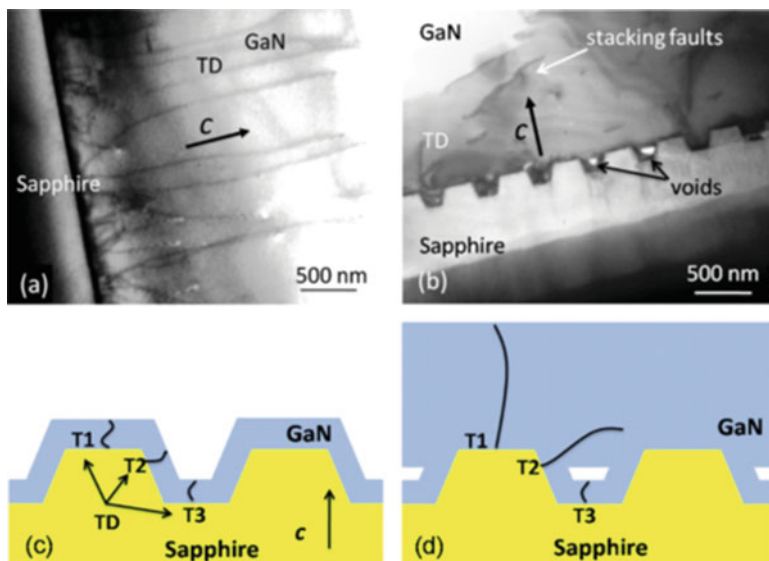 GaN
TD
C
Sapphire
(a)
500 nm
GaN
stacking faults
C
TD
voids
Sapphire
(b)
500 nm
T1
GaN
T2
T3
TD
c
(c)
Sapphire
T1
GaN
T2
T3
(d)
Sapphire